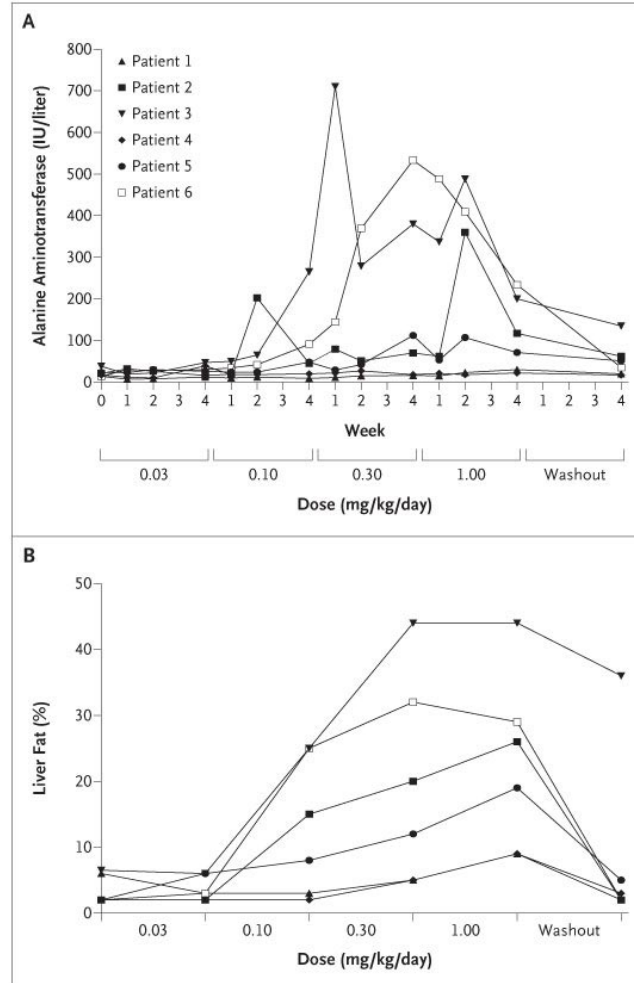 A
800
700
600
500
400
300
200
100
0
Alanine Aminotransferase (IU/liter)
Patient 1
Patient 2
Patient 3
Patient 4
Patient 5
Patient 6
0 1 2 3 4 1 2 3 4 1 2 3 4 1 2 3 4 1 2 3 4
Week
0.03 0.10 0.30 1.00 Washout
Dose (mg/kg/day)
B
50
40
30
20
10
0
Liver Fat (%)
0.03 0.10 0.30 1.00 Washout
Dose (mg/kg/day)